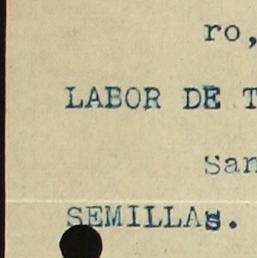 ro,
LABOR DE T
San
SEMILLAs.